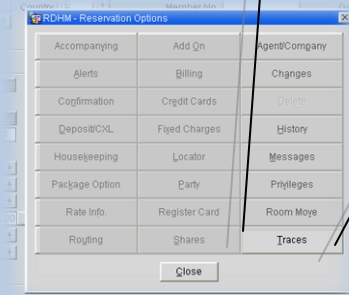 Country
Member No.
RDHM - Reservation Options
Accompanying Add On Agent/Company
Alerts Billing Changes
Confirmation Credit Cards Delete
Deposit/CXL Fixed Charges History
Housekeeping Locator Messages
Package Option Party Privileges
Rate Info. Register Card Room Move
Routing Shares Traces
Close